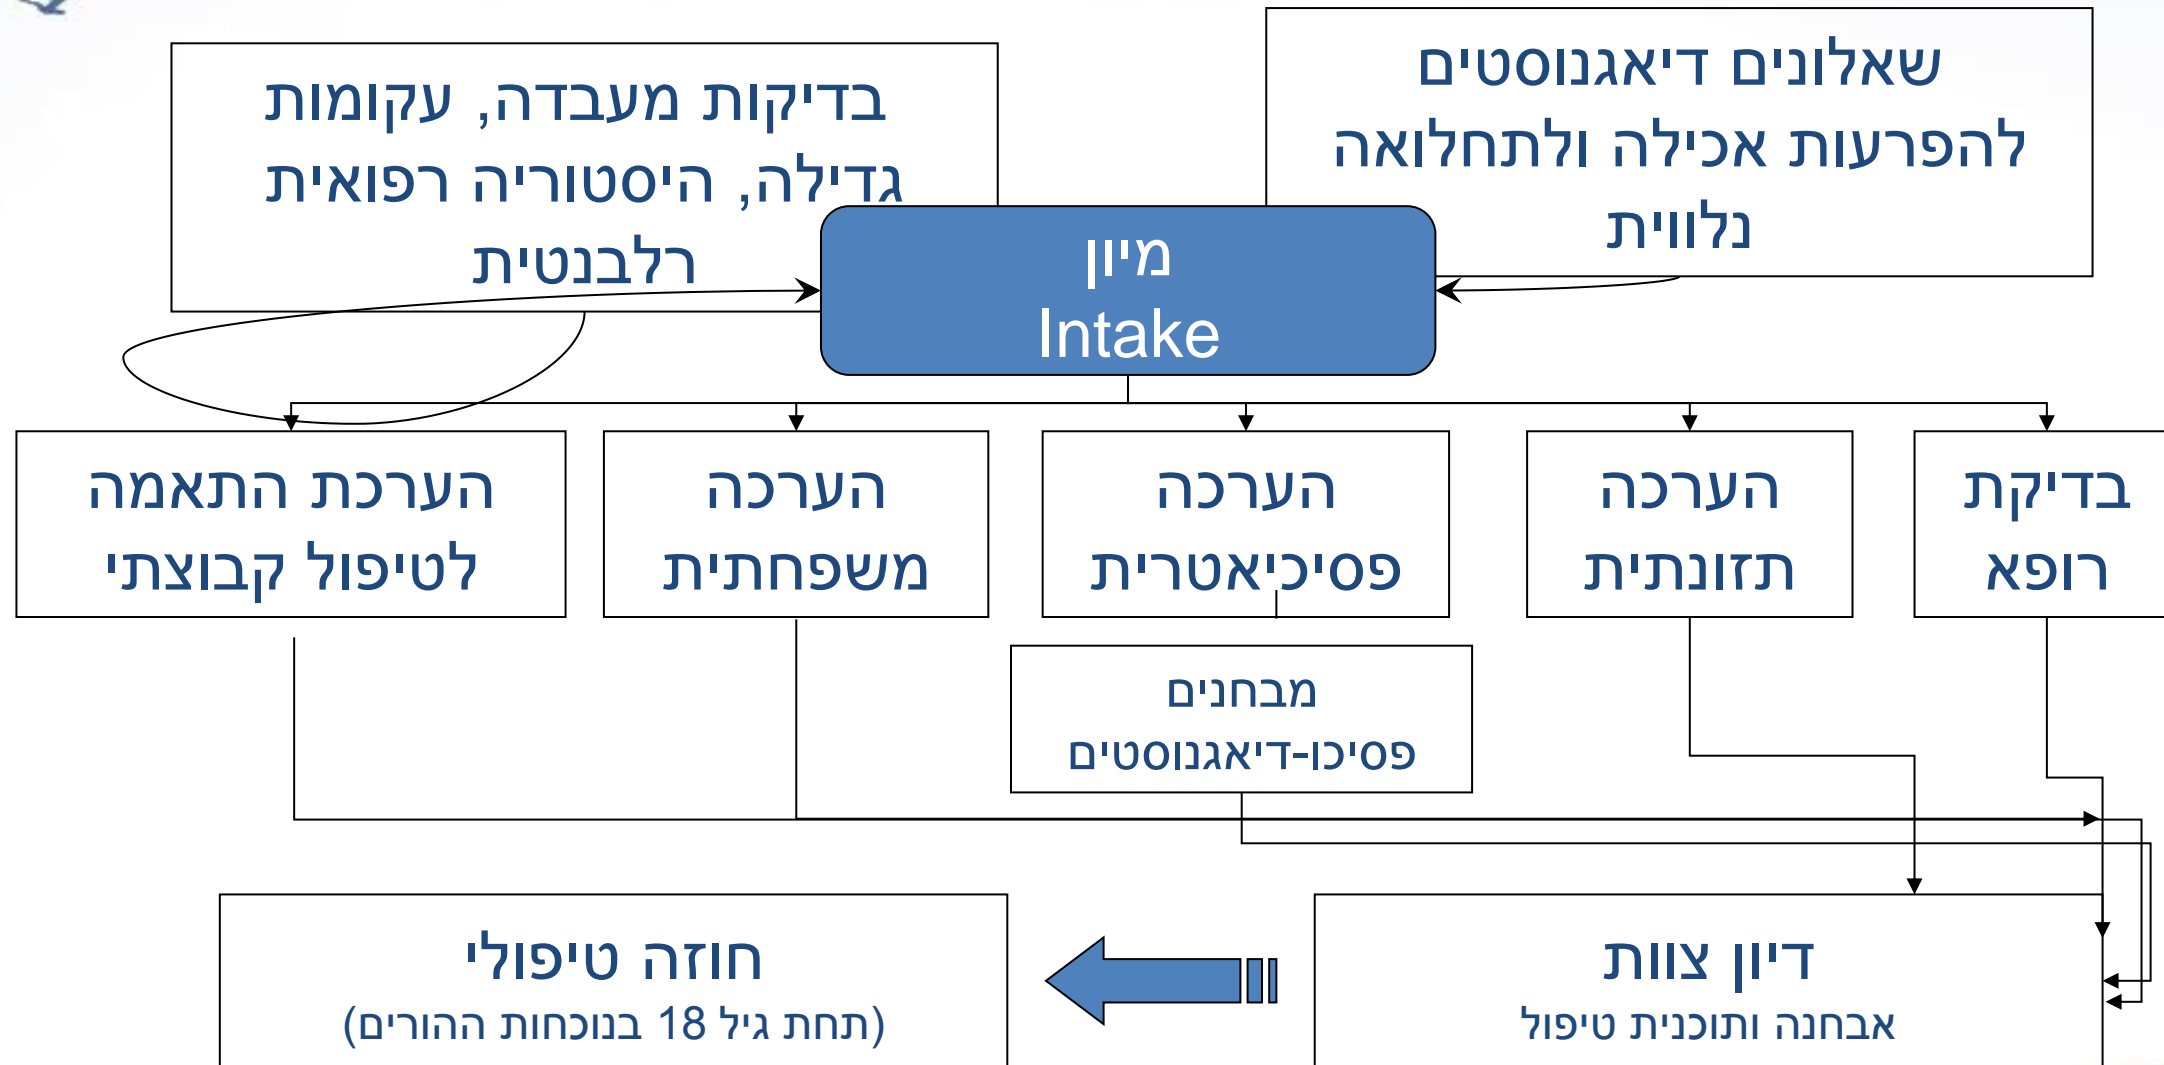 שאלונים דיאגנוסטים
להפרעות אכילה ולתחלואה
נלווית
בדיקות מעבדה, עקומות
גדילה, היסטוריה רפואית
רלבנטית
מיון
Intake
בדיקת
רופא
הערכה
תזונתית
הערכה
פסיכיאטרית
הערכה
משפחתית
הערכת התאמה
לטיפול קבוצתי
מבחנים
פסיכו-דיאגנוסטים
דיון צוות
אבחנה ותוכנית טיפול
חוזה טיפולי
(תחת גיל 18 בנוכחות ההורים)